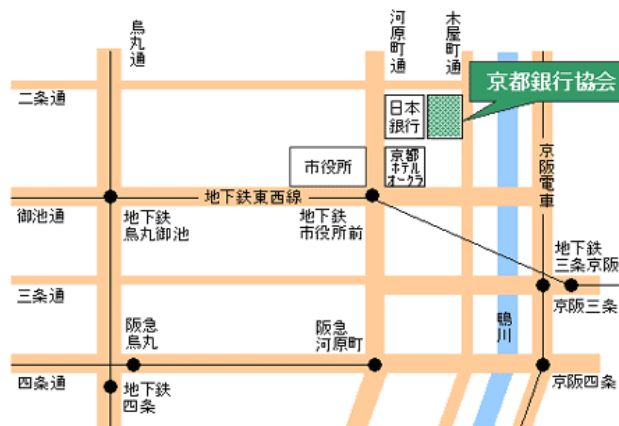 烏丸通
河原町通
木屋町通
京都銀行協会
二条通
日本
銀行
京都
ホテル
オークラ
市役所
京阪電車
地下鉄東西線
御池通
地下鉄
烏丸御池
地下鉄
市役所前
地下鉄
三条京阪
三条通
京阪三条
阪急
烏丸
阪急
河原町
鴨川
四条通
地下鉄
四条
京阪四条